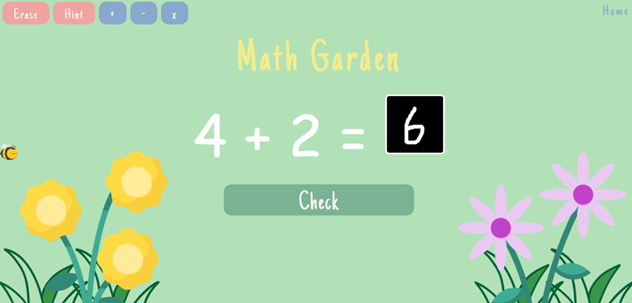 Erase Hint + - x Home
Math Garden
4 + 2 = 6
Check